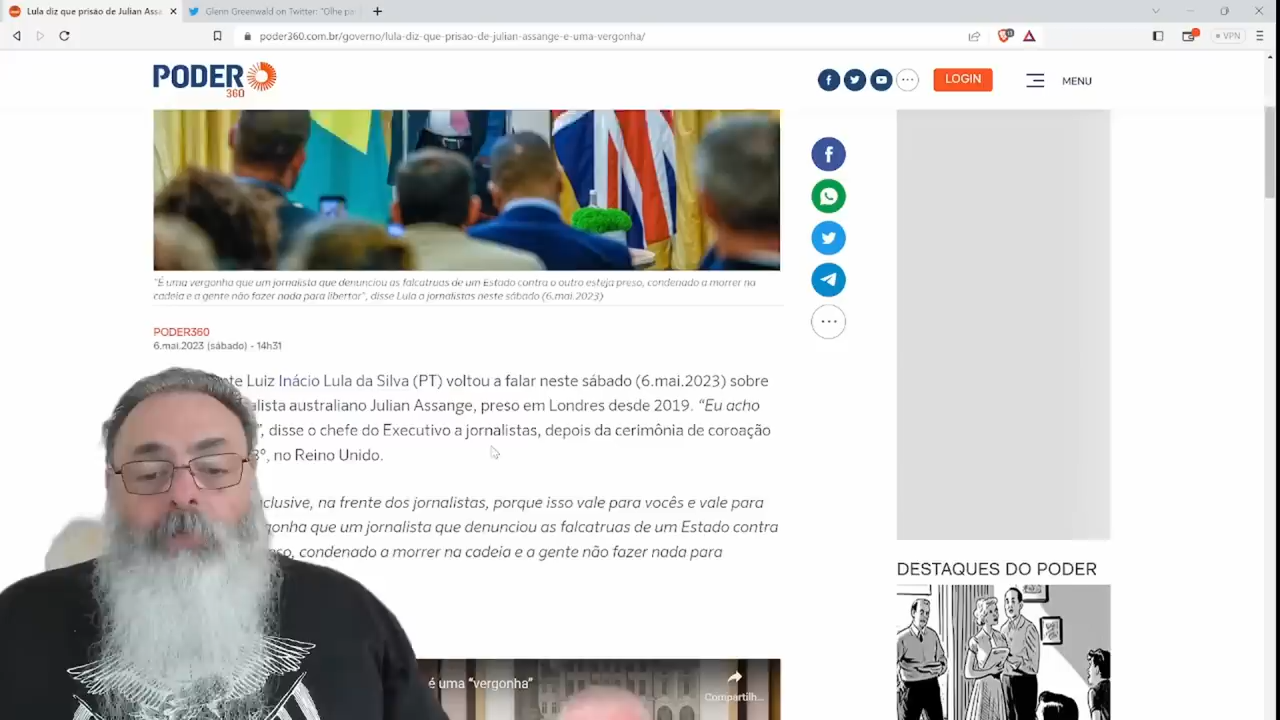 Lula diz que prisão de Julian Assa
Glenn Greenwald on Twitter: "Olhe pa
poder360.com.br/governo/lula-diz-que-prisao-de-julian-assange-e-uma-vergonha/
VPN
PODER
360
LOGIN
MENU
"É uma vergonha que um jornalista que denunciou as falcatruas de um Estado contra o outro esteja preso, condenado a morrer na
cadeia e a gente não fazer nada para libertar", disse Lula a jornalistas neste sábado (6.mai.2023)
PODER360
6.mai.2023 (sábado) - 14h31
te Luiz Inácio Lula da Silva (PT) voltou a falar neste sábado (6.mai.2023) sobre
alista australiano Julian Assange, preso em Londres desde 2019. “Eu acho
”, disse o chefe do Executivo a jornalistas, depois da cerimônia de coroação
3º, no Reino Unido.
clusive, na frente dos jornalistas, porque isso vale para vocês e vale para
gonha que um jornalista que denunciou as falcatruas de um Estado contra
so, condenado a morrer na cadeia e a gente não fazer nada para
é uma “vergonha”
Compartilh...
DESTAQUES DO PODER